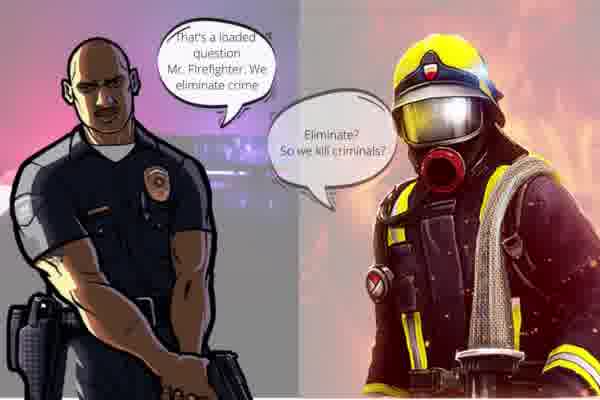 That's a loaded
question
Mr. Firefighter. We
eliminate crime
Eliminate?
So we kill criminals?